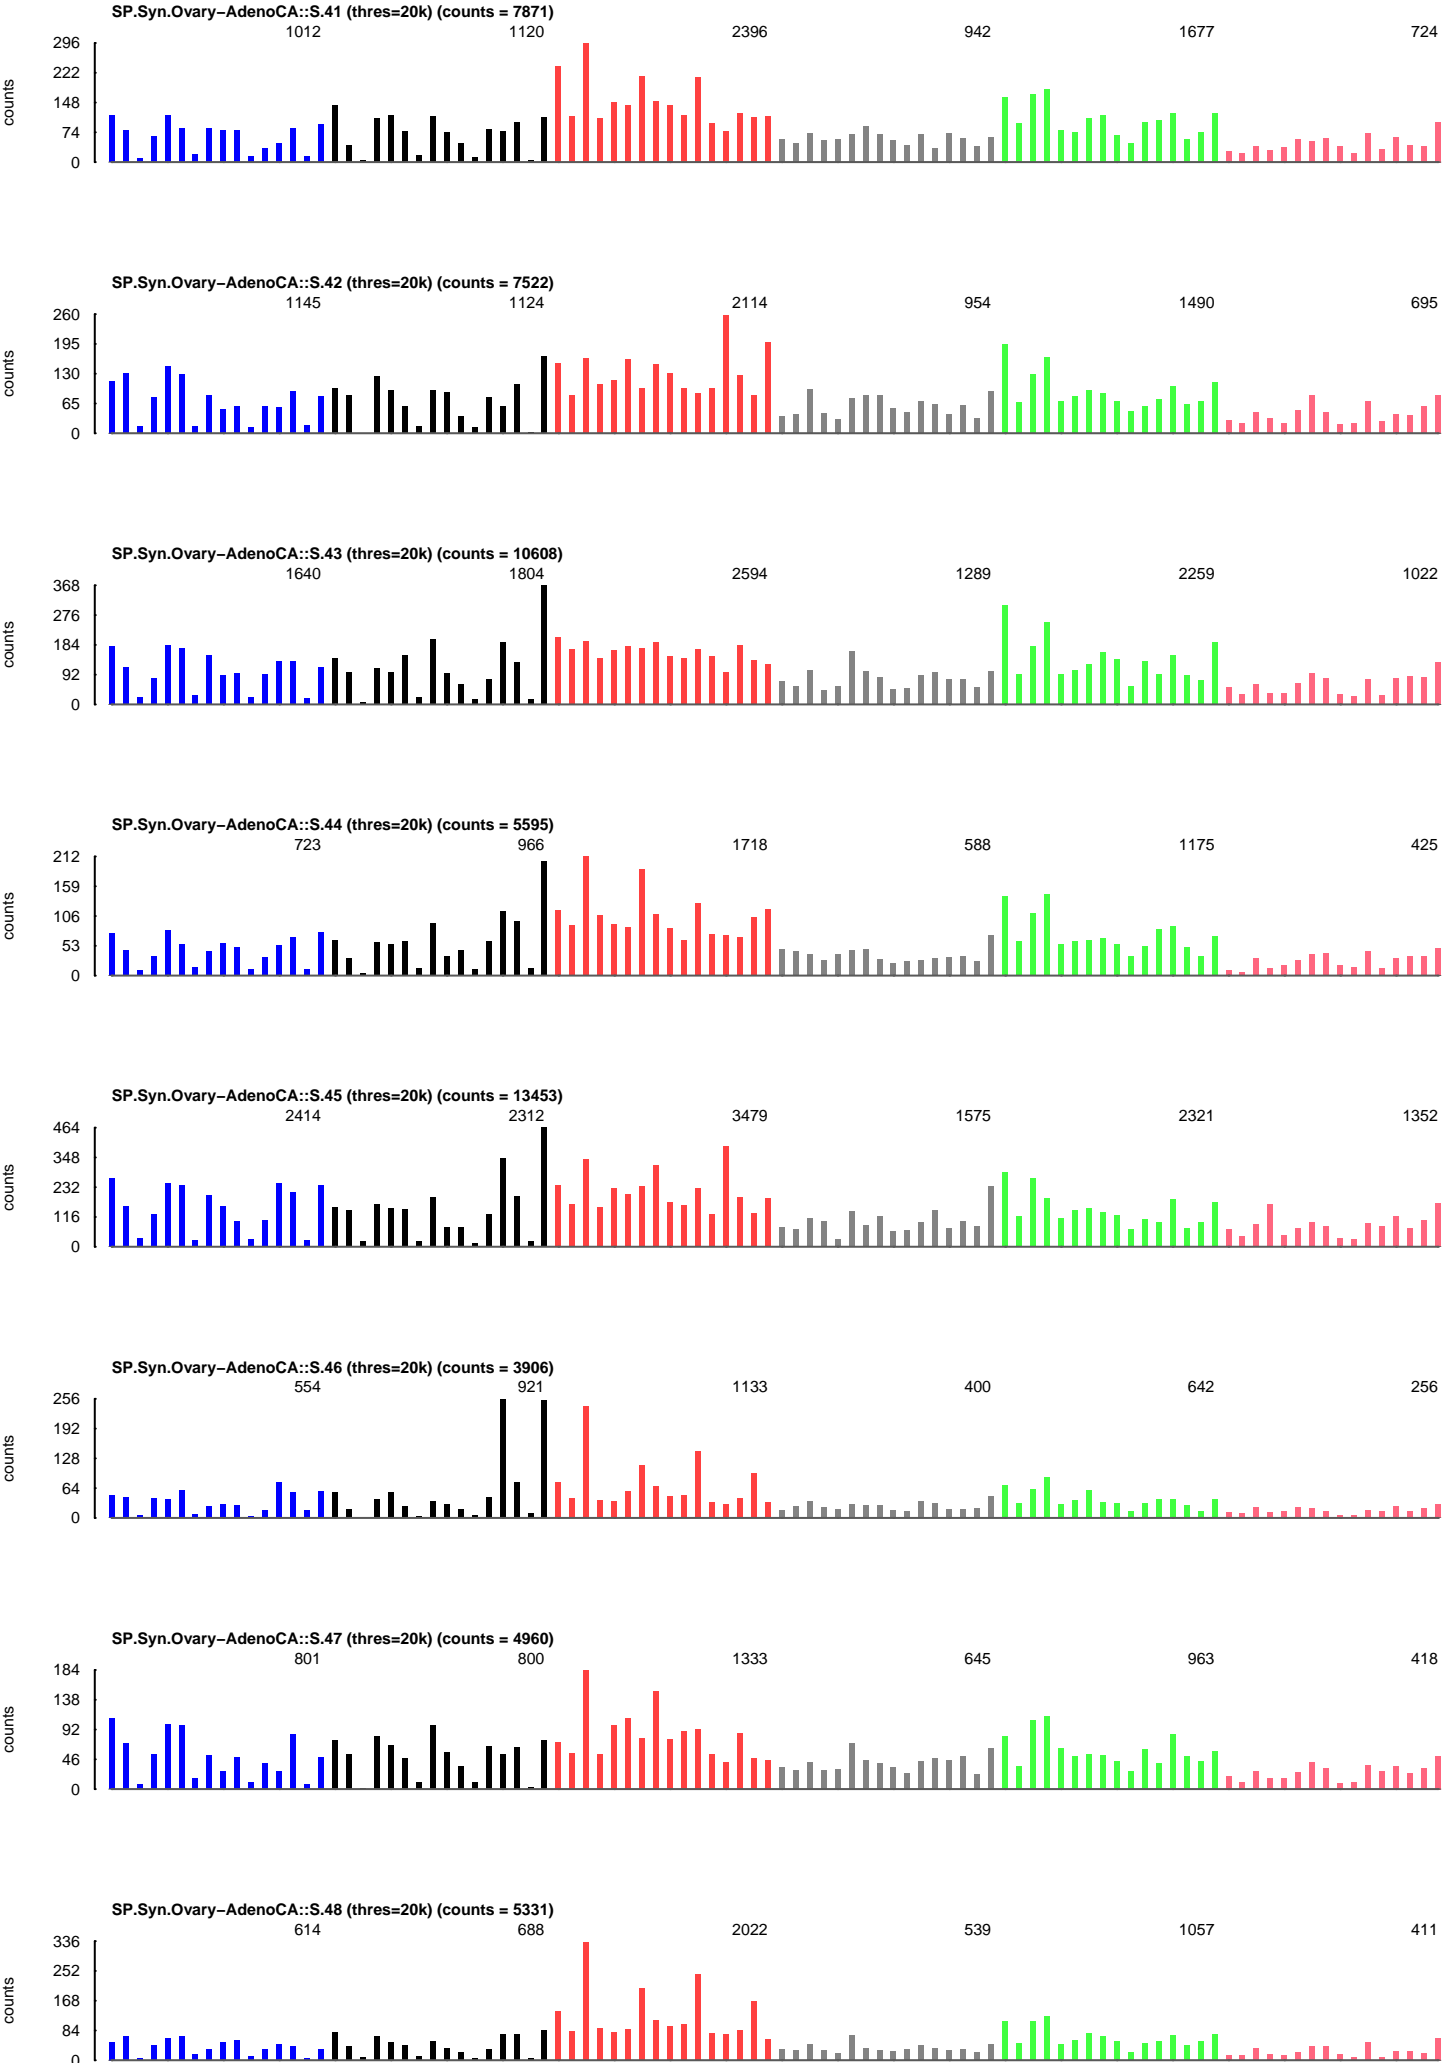 SP.Syn.Ovary−AdenoCA::S.41 (thres=20k) (counts = 7871)
1012 1120 2396 942 1677 724
296
222
148
74
0
counts
SP.Syn.Ovary−AdenoCA::S.42 (thres=20k) (counts = 7522)
1145 1124 2114 954 1490 695
260
195
130
65
0
counts
SP.Syn.Ovary−AdenoCA::S.43 (thres=20k) (counts = 10608)
1640 1804 2594 1289 2259 1022
368
276
184
92
0
counts
SP.Syn.Ovary−AdenoCA::S.44 (thres=20k) (counts = 5595)
723 966 1718 588 1175 425
212
159
106
53
0
counts
SP.Syn.Ovary−AdenoCA::S.45 (thres=20k) (counts = 13453)
2414 2312 3479 1575 2321 1352
464
348
232
116
0
counts
SP.Syn.Ovary−AdenoCA::S.46 (thres=20k) (counts = 3906)
554 921 1133 400 642 256
256
192
128
64
0
counts
SP.Syn.Ovary−AdenoCA::S.47 (thres=20k) (counts = 4960)
801 800 1333 645 963 418
184
138
92
46
0
counts
SP.Syn.Ovary−AdenoCA::S.48 (thres=20k) (counts = 5331)
614 688 2022 539 1057 411
336
252
168
84
0
counts